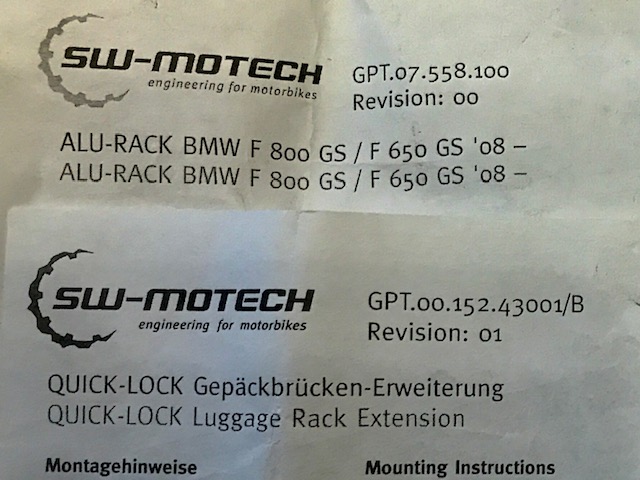 SW-MOTECH
engineering for motorbikes
GPT.07.558.100
Revision: 00
ALU-RACK BMW F 800 GS / F 650 GS '08 –
ALU-RACK BMW F 800 GS / F 650 GS '08 –
SW-MOTECH
engineering for motorbikes
GPT.00.152.43001/B
Revision: 01
QUICK-LOCK Gepäckbrücken-Erweiterung
QUICK-LOCK Luggage Rack Extension
Montagehinweise
Mounting Instructions